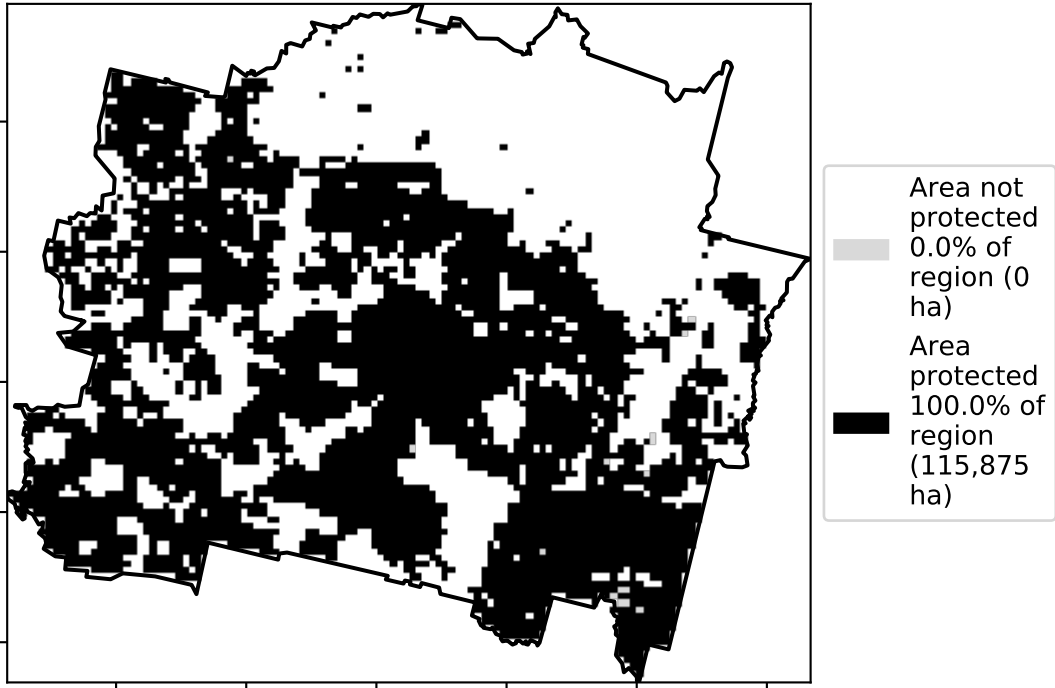 Area not
protected
0.0% of
region (0
ha)
Area
protected
100.0% of
region
(115,875
ha)